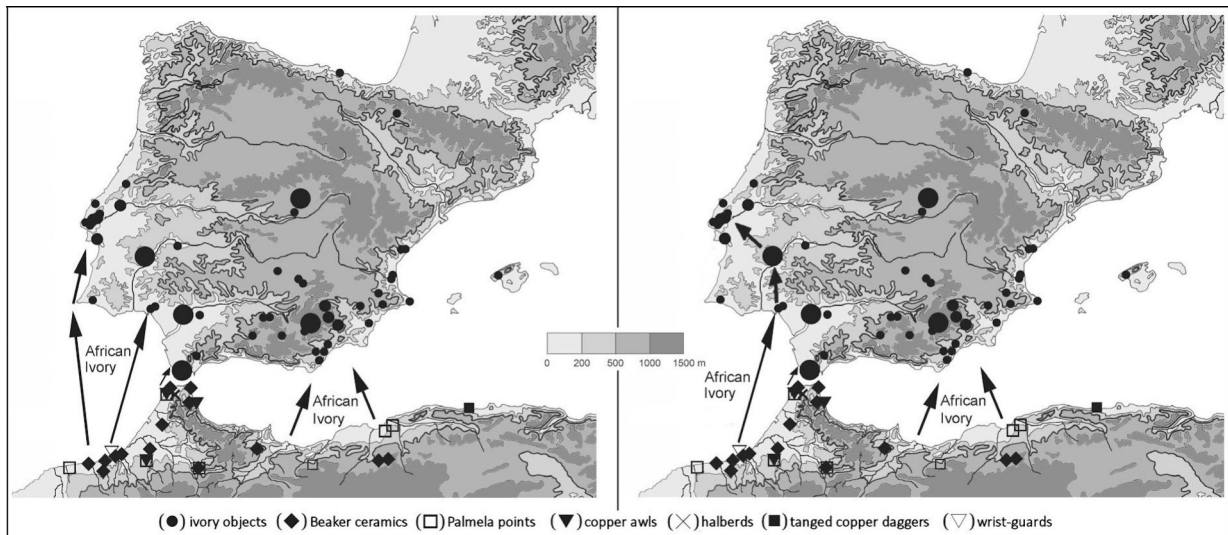 African
Ivory
African
Ivory
0 200 500 1000 1500 m
African
Ivory
African
Ivory
(●) ivory objects (◆) Beaker ceramics (□) Palmela points (▼) copper awls (╳) halberds (■) tanged copper daggers (▽) wrist-guards